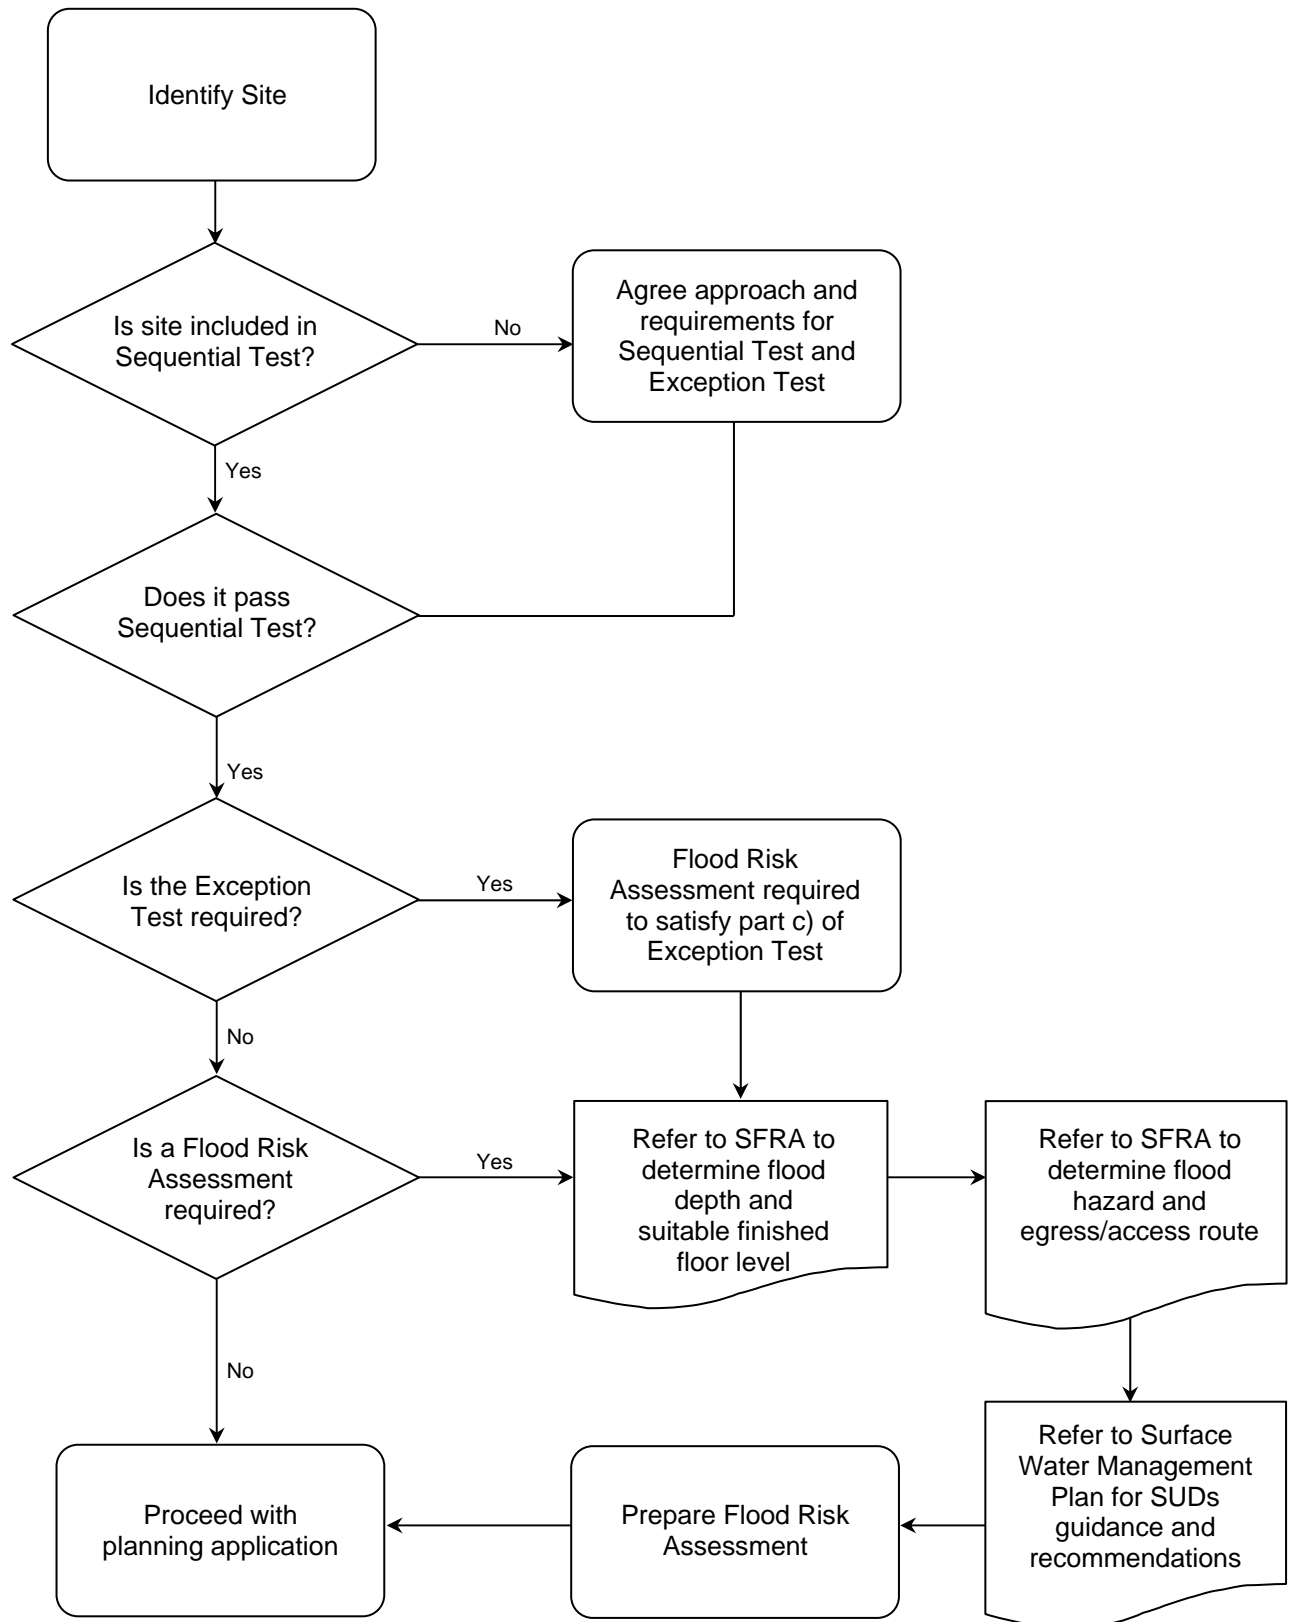 Identify Site
Is site included in
Sequential Test?
No
Agree approach and
requirements for
Sequential Test and
Exception Test
Yes
Does it pass
Sequential Test?
Yes
Is the Exception
Test required?
Yes
Flood Risk
Assessment required
to satisfy part c) of
Exception Test
No
Is a Flood Risk
Assessment
required?
Yes
Refer to SFRA to
determine flood
depth and
suitable finished
floor level
Refer to SFRA to
determine flood
hazard and
egress/access route
No
Refer to Surface
Water Management
Plan for SUDs
guidance and
recommendations
Prepare Flood Risk
Assessment
Proceed with
planning application